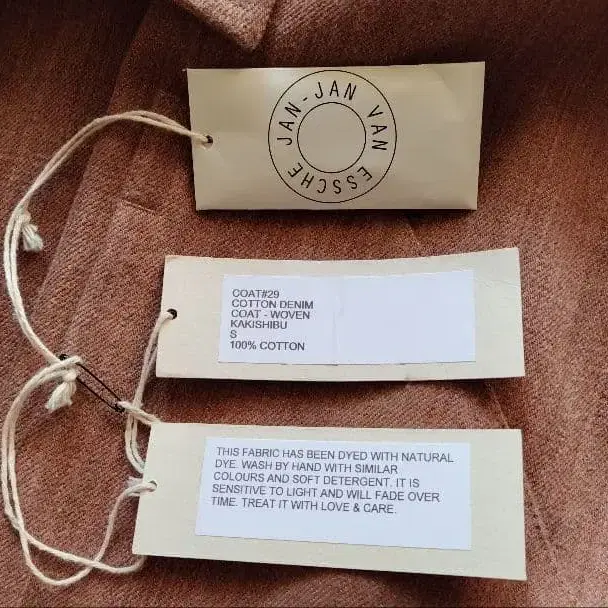 JAN-JAN VAN ESSCHE
COAT#29
COTTON DENIM
COAT - WOVEN
KAKISHIBU
S
100% COTTON
THIS FABRIC HAS BEEN DYED WITH NATURAL
DYE. WASH BY HAND WITH SIMILAR
COLOURS AND SOFT DETERGENT. IT IS
SENSITIVE TO LIGHT AND WILL FADE OVER
TIME. TREAT IT WITH LOVE & CARE.